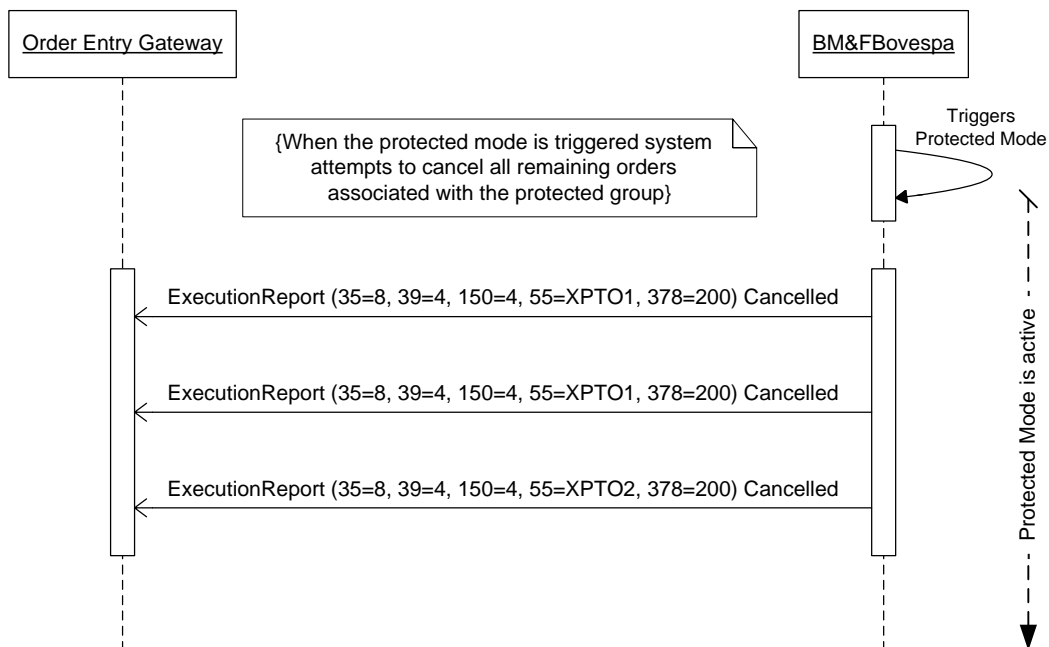 Order Entry Gateway
BM&FBovespa
Triggers
Protected Mode
{When the protected mode is triggered system
attempts to cancel all remaining orders
associated with the protected group}
ExecutionReport (35=8, 39=4, 150=4, 55=XPTO1, 378=200) Cancelled
ExecutionReport (35=8, 39=4, 150=4, 55=XPTO1, 378=200) Cancelled
ExecutionReport (35=8, 39=4, 150=4, 55=XPTO2, 378=200) Cancelled
Protected Mode is active